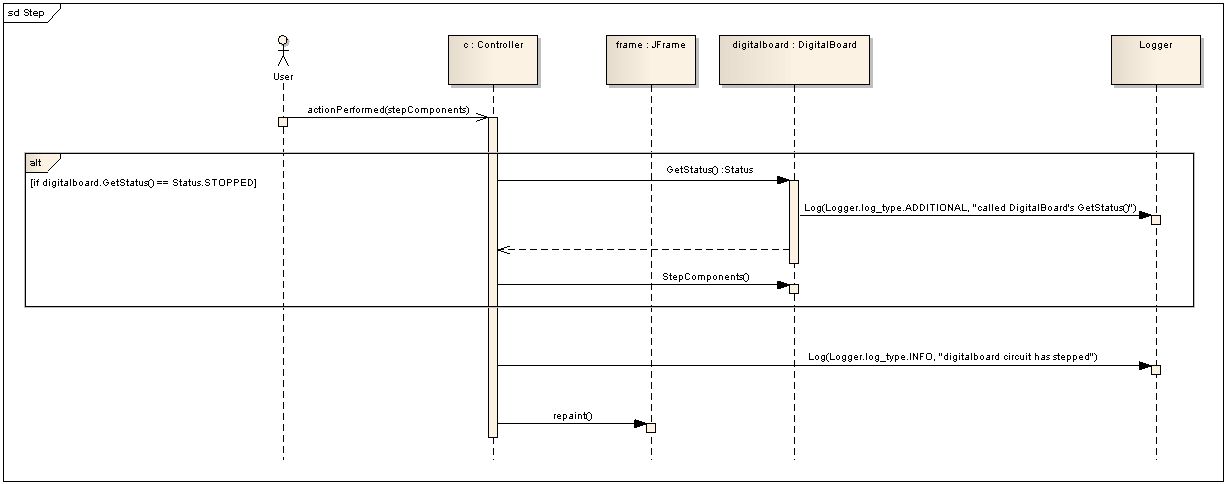 sd Step
User
c : Controller
frame : JFrame
digitalboard : DigitalBoard
Logger
actionPerformed(stepComponents)
alt
[if digitalboard.GetStatus() == Status.STOPPED]
GetStatus() :Status
Log(Logger.log_type.ADDITIONAL, "called DigitalBoard's GetStatus()")
StepComponents()
Log(Logger.log_type.INFO, "digitalboard circuit has stepped")
repaint()